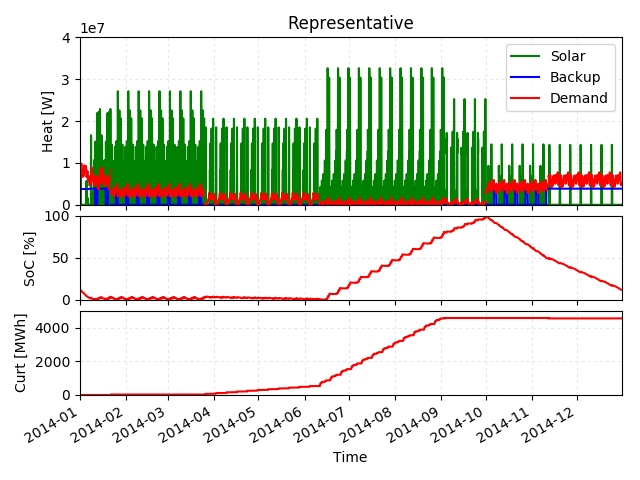 Representative
1e7
4
3
2
1
0
Heat [W]
Solar
Backup
Demand
100
50
0
SoC [%]
4000
2000
0
Curt [MWh]
2014-01
2014-02
2014-03
2014-04
2014-05
2014-06
2014-07
2014-08
2014-09
2014-10
2014-11
2014-12
Time